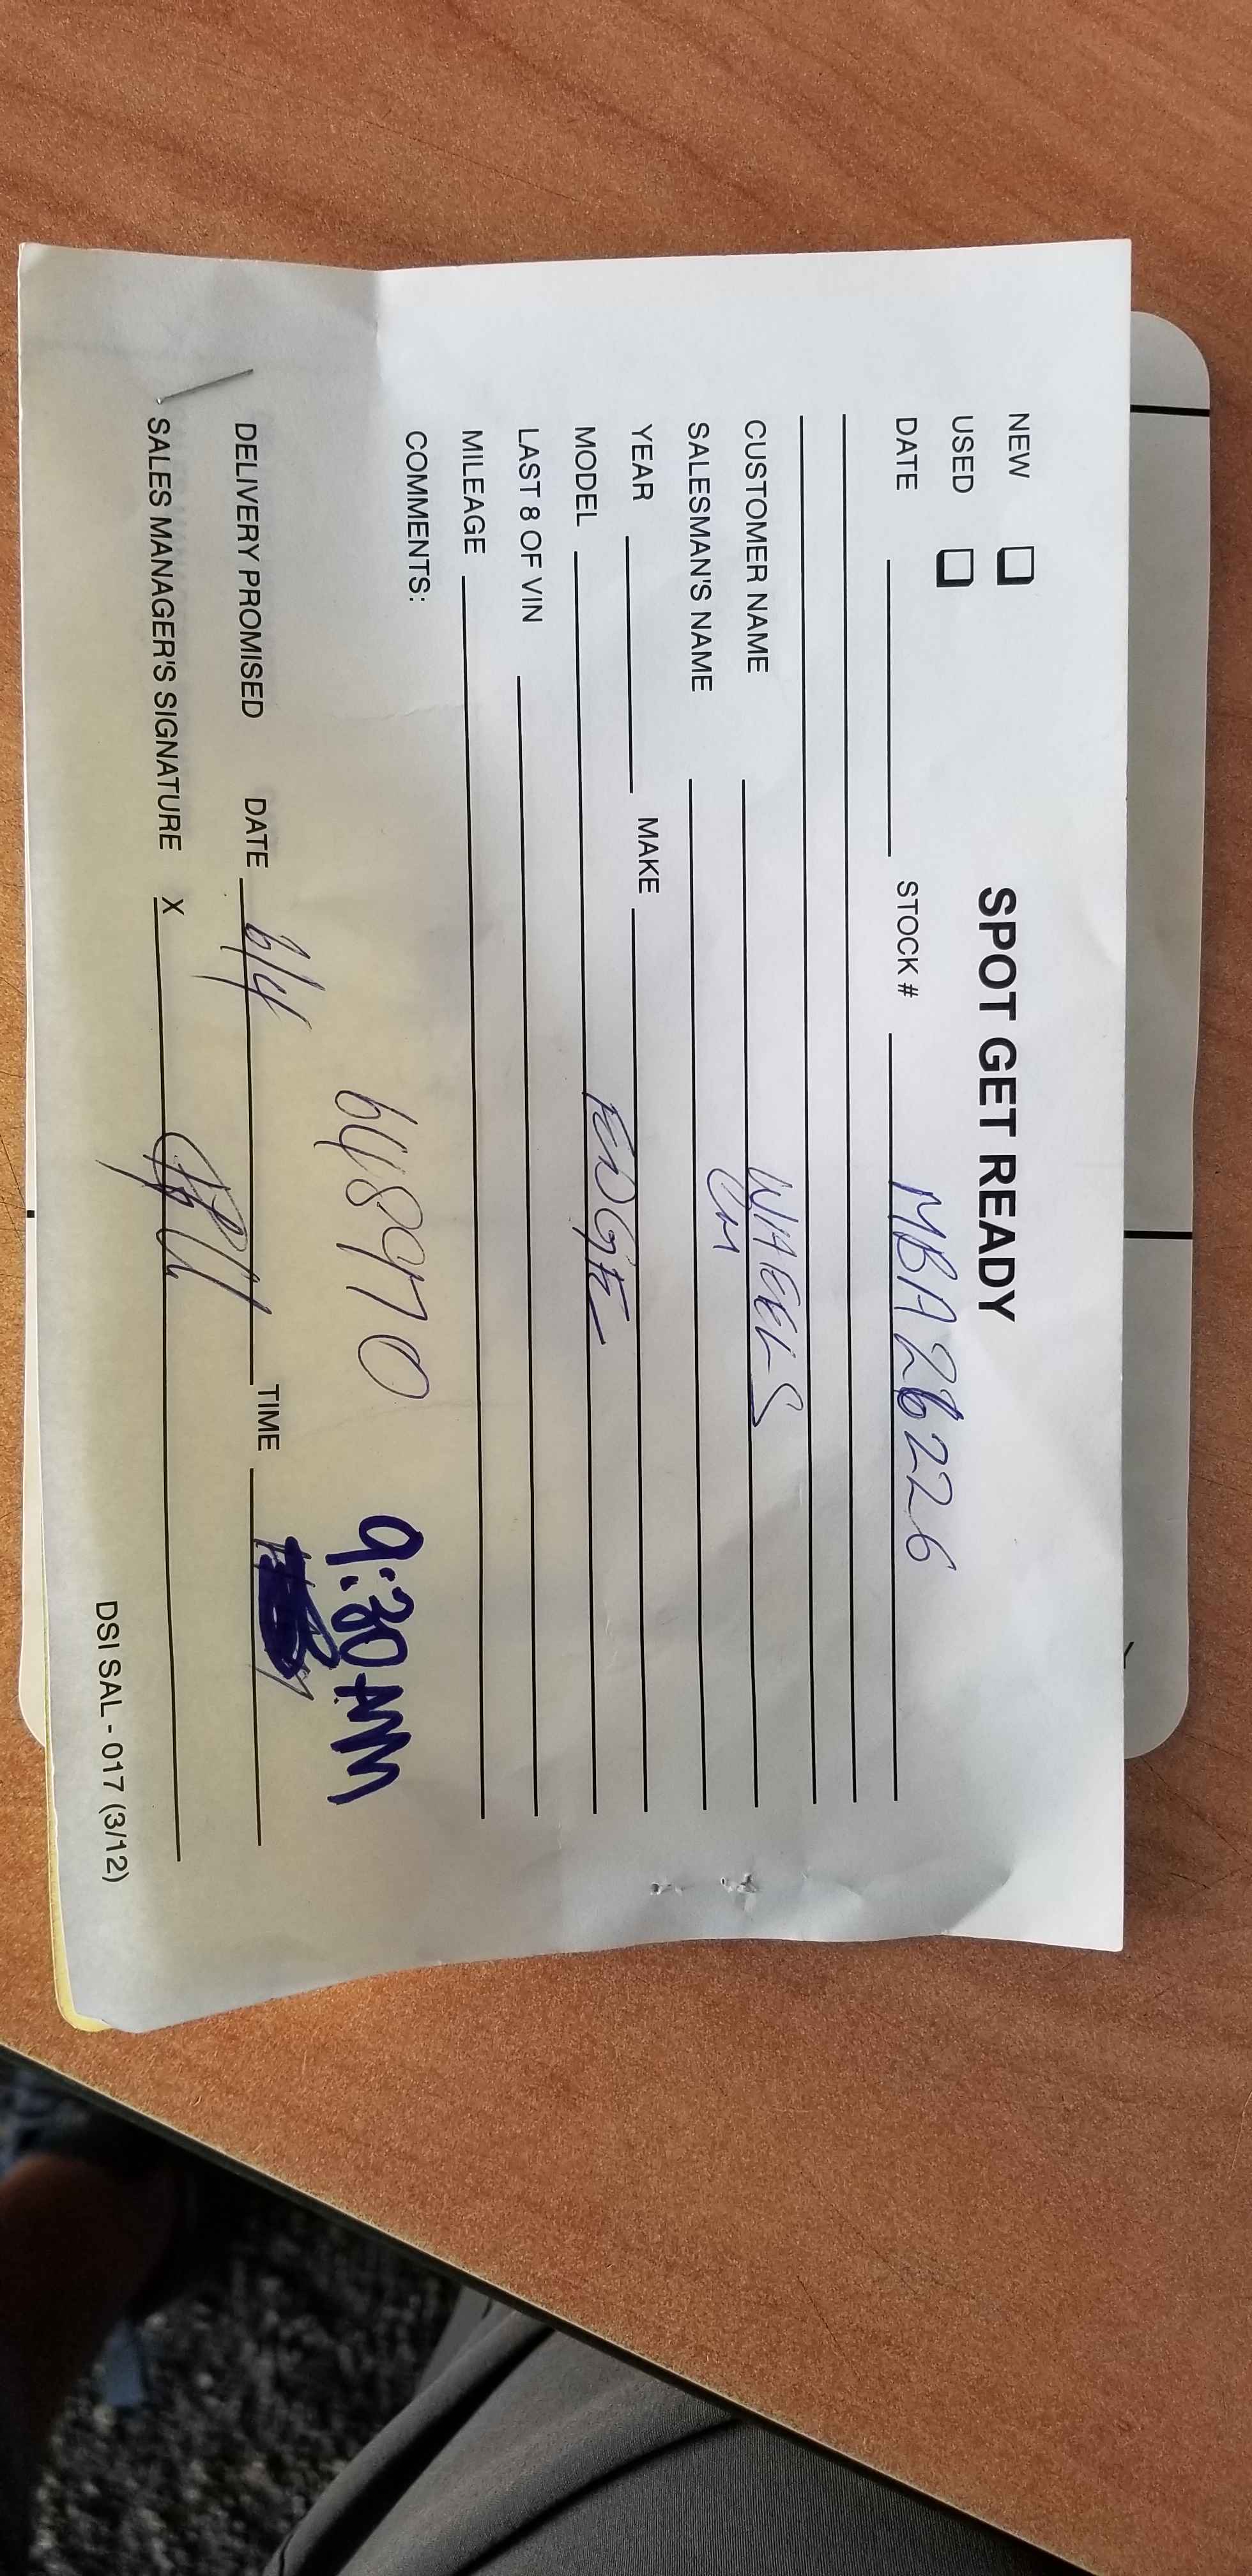 SPOT GET READY
NEW
USED
DATE STOCK # MBA26226
CUSTOMER NAME WHEELS
SALESMAN'S NAME CM
YEAR MAKE
MODEL EDGE
LAST 8 OF VIN
MILEAGE
COMMENTS:
648970
9:30 AM
DELIVERY PROMISED DATE 6/4 TIME
SALES MANAGER'S SIGNATURE X
DSI SAL - 017 (3/12)